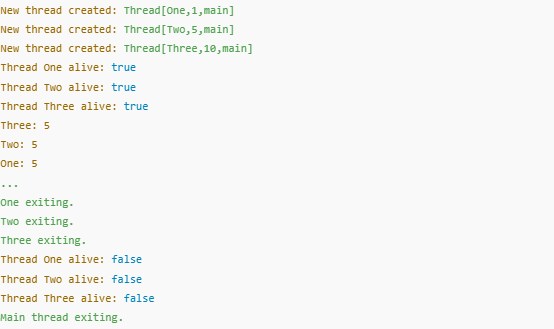 New thread created: Thread[One,1,main]
New thread created: Thread[Two,5,main]
New thread created: Thread[Three,10,main]
Thread One alive: true
Thread Two alive: true
Thread Three alive: true
Three: 5
Two: 5
One: 5
...
One exiting.
Two exiting.
Three exiting.
Thread One alive: false
Thread Two alive: false
Thread Three alive: false
Main thread exiting.